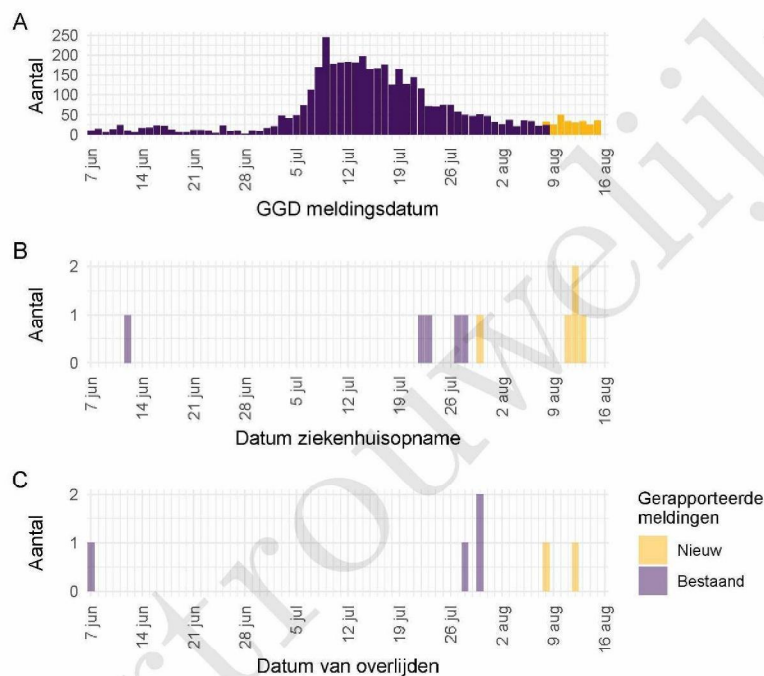 A
Aantal
250
200
150
100
50
0
7 jun
14 jun
21 jun
28 jun
5 jul
12 jul
19 jul
26 jul
2 aug
9 aug
16 aug
GGD meldingsdatum
B
Aantal
2
1
0
7 jun
14 jun
21 jun
28 jun
5 jul
12 jul
19 jul
26 jul
2 aug
9 aug
16 aug
Datum ziekenhuisopname
C
Aantal
2
1
0
7 jun
14 jun
21 jun
28 jun
5 jul
12 jul
19 jul
26 jul
2 aug
9 aug
16 aug
Datum van overlijden
Gerapporteerde
meldingen
Nieuw
Bestaand